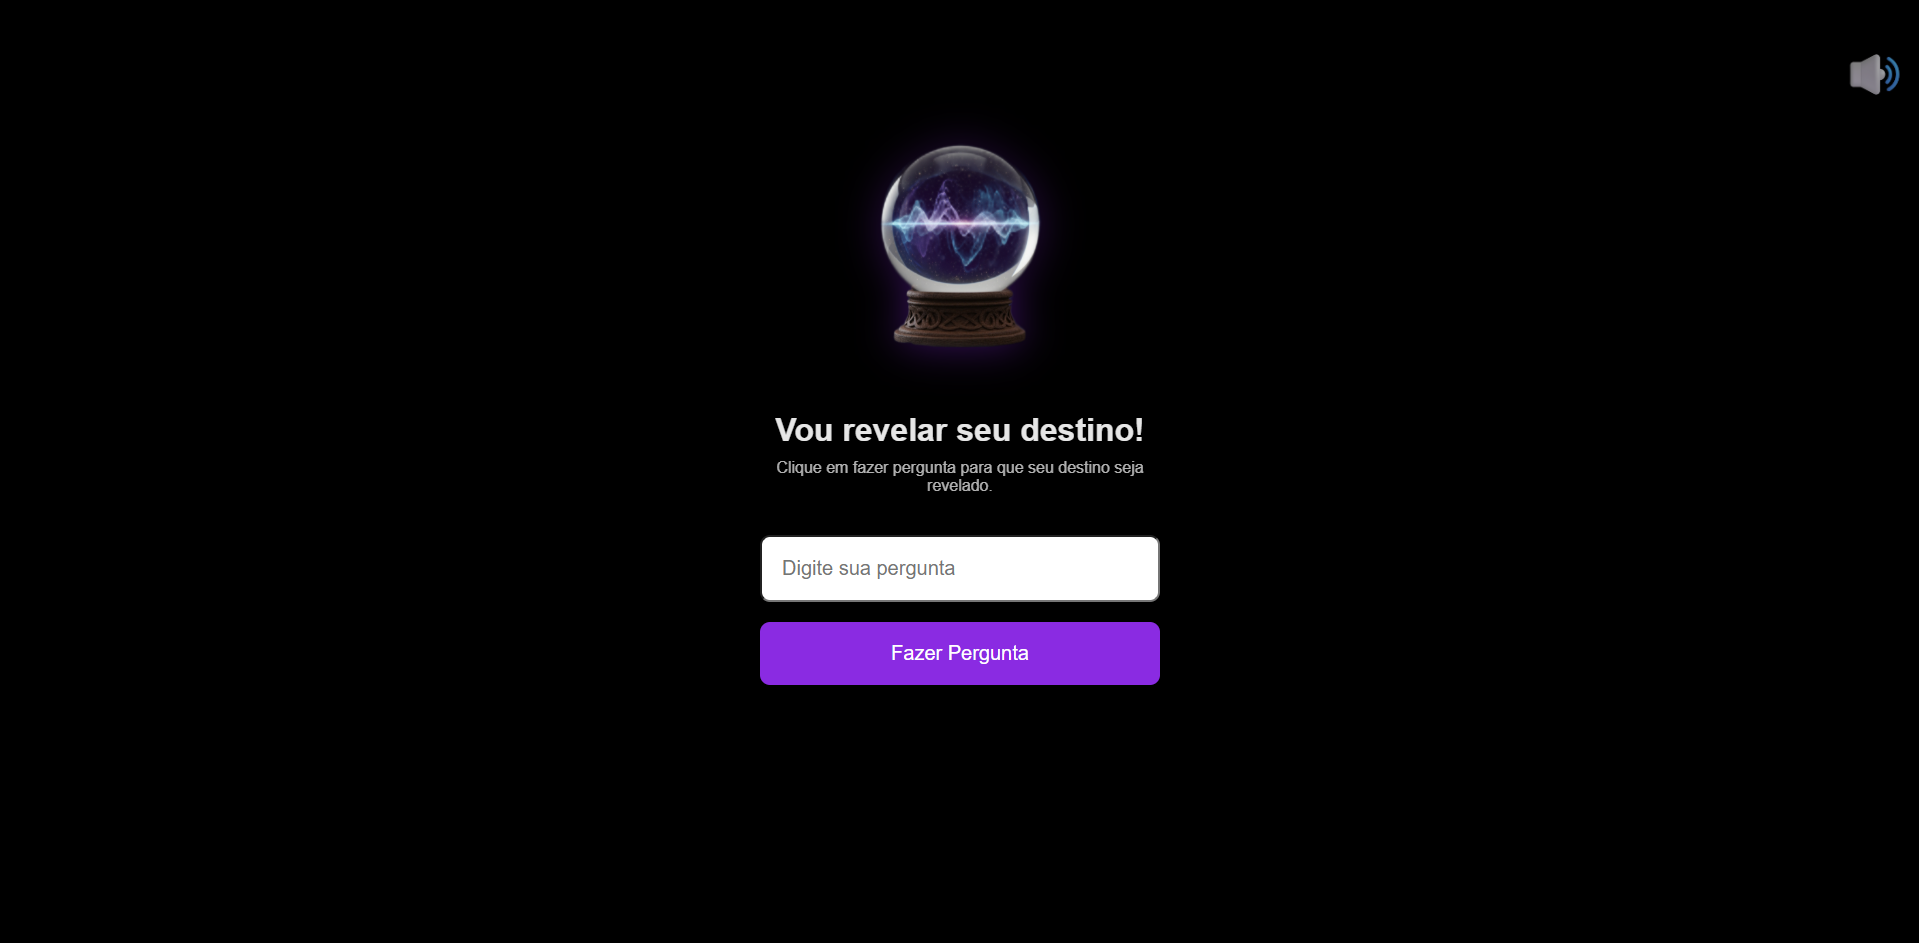 Vou revelar seu destino!
Clique em fazer pergunta para que seu destino seja
revelado.
Digite sua pergunta
Fazer Pergunta